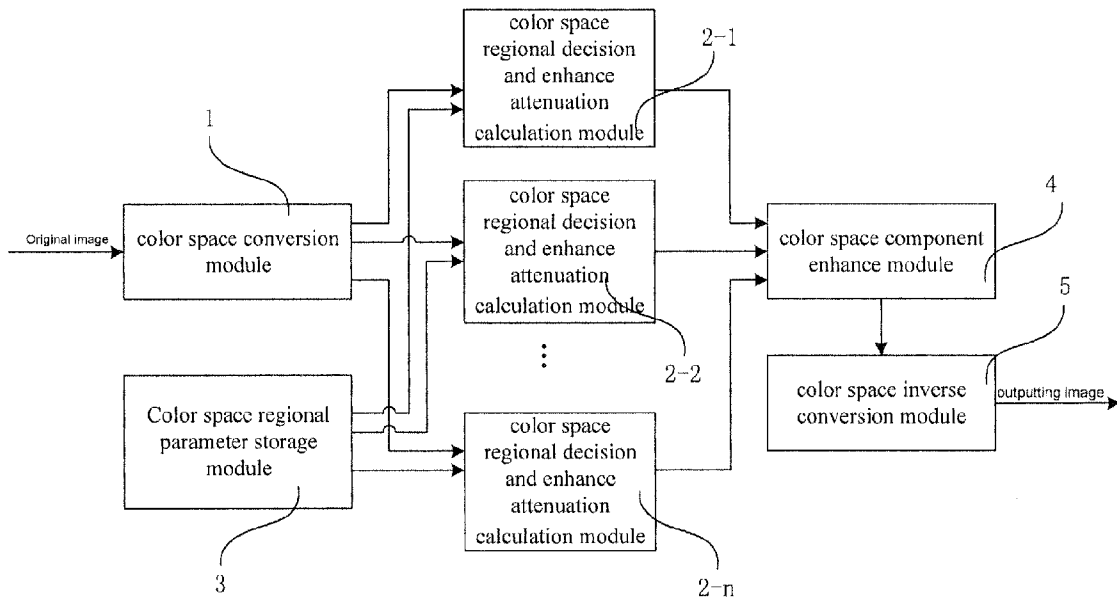 color space
regional decision
and enhance
attenuation
calculation module
2-1
1
Original image
color space conversion
module
color space
regional decision
and enhance
attenuation
calculation module
2-2
4
color space component
enhance module
5
color space inverse
conversion module
outputting image
Color space regional
parameter storage
module
3
color space
regional decision
and enhance
attenuation
calculation module
2-n